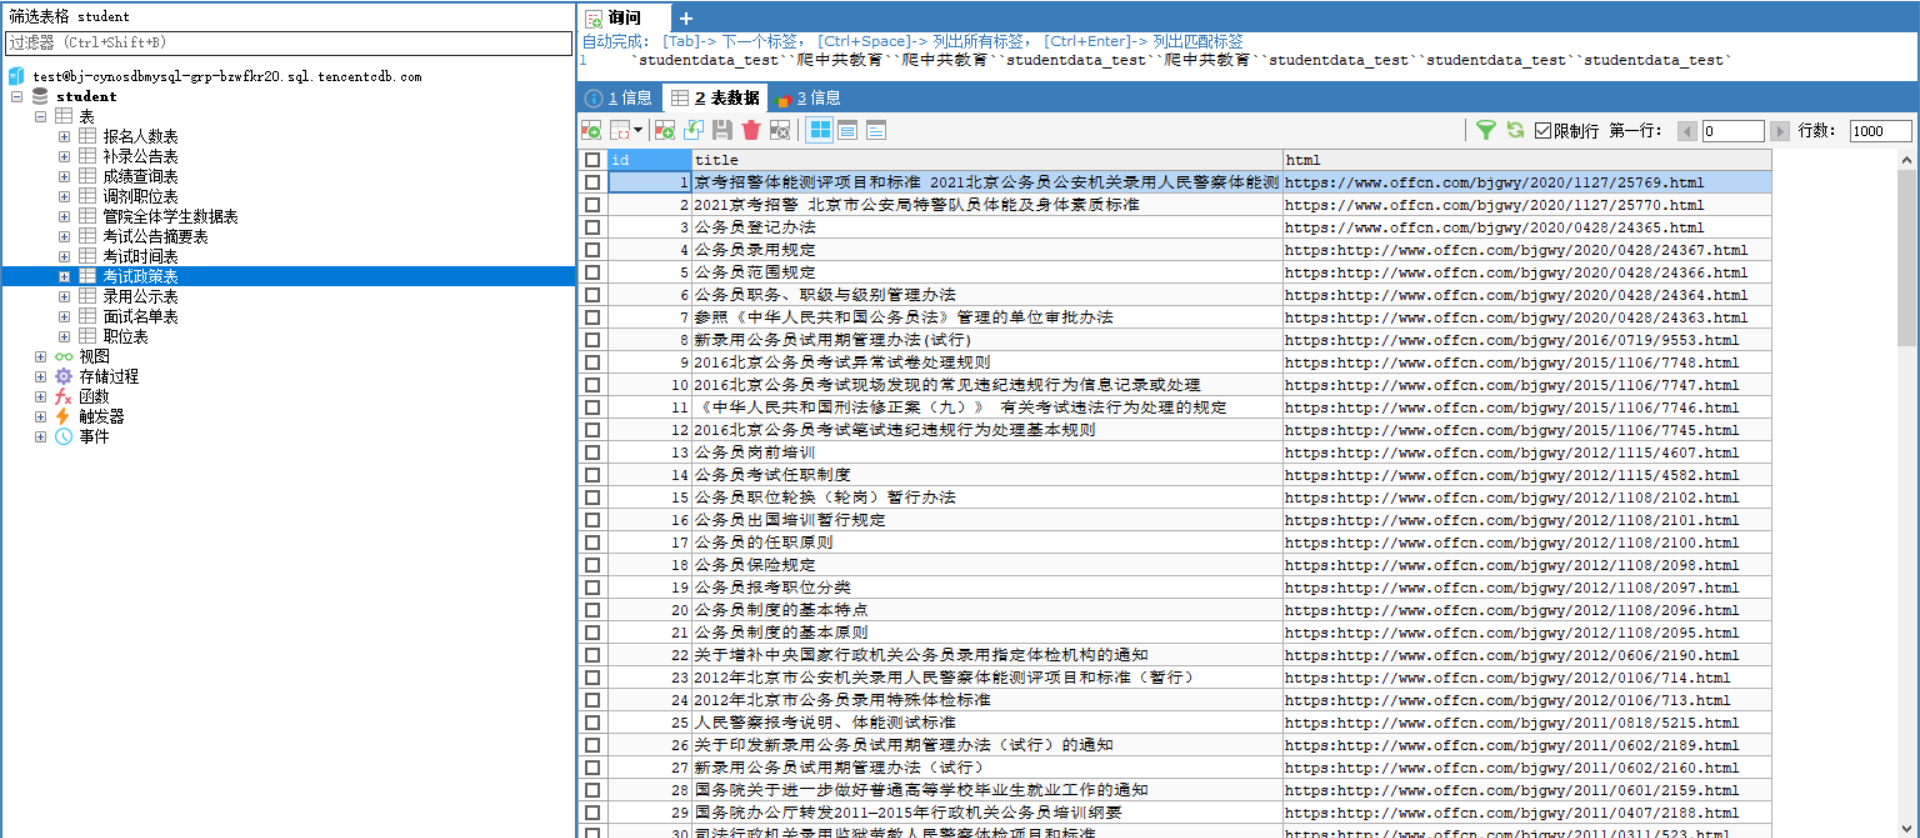 筛选表格 student
过滤器 (Ctrl+Shift+B)
test@bj-cynosdbmysql-grp-bzwfkr20.sql.tencentcdb.com
student
表
报名人数表
补录公告表
成绩查询表
调剂职位表
管院全体学生数据表
考试公告摘要表
考试时间表
考试政策表
录用公示表
面试名单表
职位表
视图
存储过程
函数
触发器
事件
询问
自动完成: [Tab]-> 下一个标签, [Ctrl+Space]-> 列出所有标签, [Ctrl+Enter]-> 列出匹配标签
1 `studentdata_test``爬中共教育``爬中共教育``studentdata_test``爬中共教育``studentdata_test``studentdata_test``studentdata_test`
1 信息 2 表数据 3 信息
限制行 第一行: 0 行数: 1000
id title html
1 京考招警体能测评项目和标准 2021北京公务员公安机关录用人民警察体能测 https://www.offcn.com/bjgwy/2020/1127/25769.html
2 2021京考招警 北京市公安局特警队员体能及身体素质标准 https://www.offcn.com/bjgwy/2020/1127/25770.html
3 公务员登记办法 https://www.offcn.com/bjgwy/2020/0428/24365.html
4 公务员录用规定 https:http://www.offcn.com/bjgwy/2020/0428/24367.html
5 公务员范围规定 https:http://www.offcn.com/bjgwy/2020/0428/24366.html
6 公务员职务、职级与级别管理办法 https:http://www.offcn.com/bjgwy/2020/0428/24364.html
7 参照《中华人民共和国公务员法》管理的单位审批办法 https:http://www.offcn.com/bjgwy/2020/0428/24363.html
8 新录用公务员试用期管理办法(试行) https:http://www.offcn.com/bjgwy/2016/0719/9553.html
9 2016北京公务员考试异常试卷处理规则 https:http://www.offcn.com/bjgwy/2015/1106/7748.html
10 2016北京公务员考试现场发现的常见违纪违规行为信息记录或处理 https:http://www.offcn.com/bjgwy/2015/1106/7747.html
11 《中华人民共和国刑法修正案（九）》 有关考试违法行为处理的规定 https:http://www.offcn.com/bjgwy/2015/1106/7746.html
12 2016北京公务员考试笔试违纪违规行为处理基本规则 https:http://www.offcn.com/bjgwy/2015/1106/7745.html
13 公务员岗前培训 https:http://www.offcn.com/bjgwy/2012/1115/4607.html
14 公务员考试任职制度 https:http://www.offcn.com/bjgwy/2012/1115/4582.html
15 公务员职位轮换（轮岗）暂行办法 https:http://www.offcn.com/bjgwy/2012/1108/2102.html
16 公务员出国培训暂行规定 https:http://www.offcn.com/bjgwy/2012/1108/2101.html
17 公务员的任职原则 https:http://www.offcn.com/bjgwy/2012/1108/2100.html
18 公务员保险规定 https:http://www.offcn.com/bjgwy/2012/1108/2098.html
19 公务员报考职位分类 https:http://www.offcn.com/bjgwy/2012/1108/2097.html
20 公务员制度的基本特点 https:http://www.offcn.com/bjgwy/2012/1108/2096.html
21 公务员制度的基本原则 https:http://www.offcn.com/bjgwy/2012/1108/2095.html
22 关于增补中央国家行政机关公务员录用指定体检机构的通知 https:http://www.offcn.com/bjgwy/2012/0606/2190.html
23 2012年北京市公安机关录用人民警察体能测评项目和标准（暂行） https:http://www.offcn.com/bjgwy/2012/0106/714.html
24 2012年北京市公务员录用特殊体检标准 https:http://www.offcn.com/bjgwy/2012/0106/713.html
25 人民警察报考说明、体能测试标准 https:http://www.offcn.com/bjgwy/2011/0818/5215.html
26 关于印发新录用公务员试用期管理办法（试行）的通知 https:http://www.offcn.com/bjgwy/2011/0602/2189.html
27 新录用公务员试用期管理办法（试行） https:http://www.offcn.com/bjgwy/2011/0602/2160.html
28 国务院关于进一步做好普通高等学校毕业生就业工作的通知 https:http://www.offcn.com/bjgwy/2011/0601/2159.html
29 国务院办公厅转发2011—2015年行政机关公务员培训纲要 https:http://www.offcn.com/bjgwy/2011/0407/2188.html
30 司法行政机关录用监狱劳教人民警察体检项目和标准 https:http://www.offcn.com/bjgwy/2011/0311/523.html